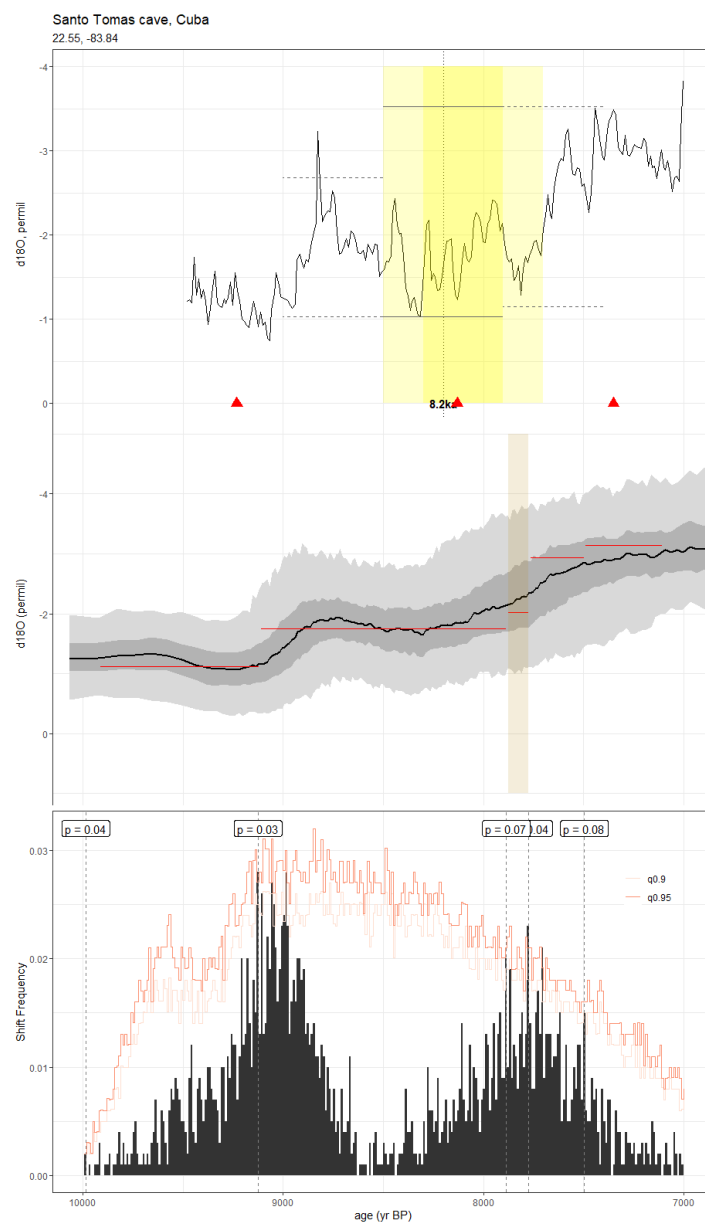 Santo Tomas cave, Cuba
22.55, -83.84
-4
-3
-2
-1
0
d18O, permil
8.2ka
-4
-2
0
d18O (permil)
p = 0.04
p = 0.03
p = 0.07
0.04
p = 0.08
q0.9
q0.95
0.03
0.02
0.01
0.00
Shift Frequency
10000
9000
8000
7000
age (yr BP)